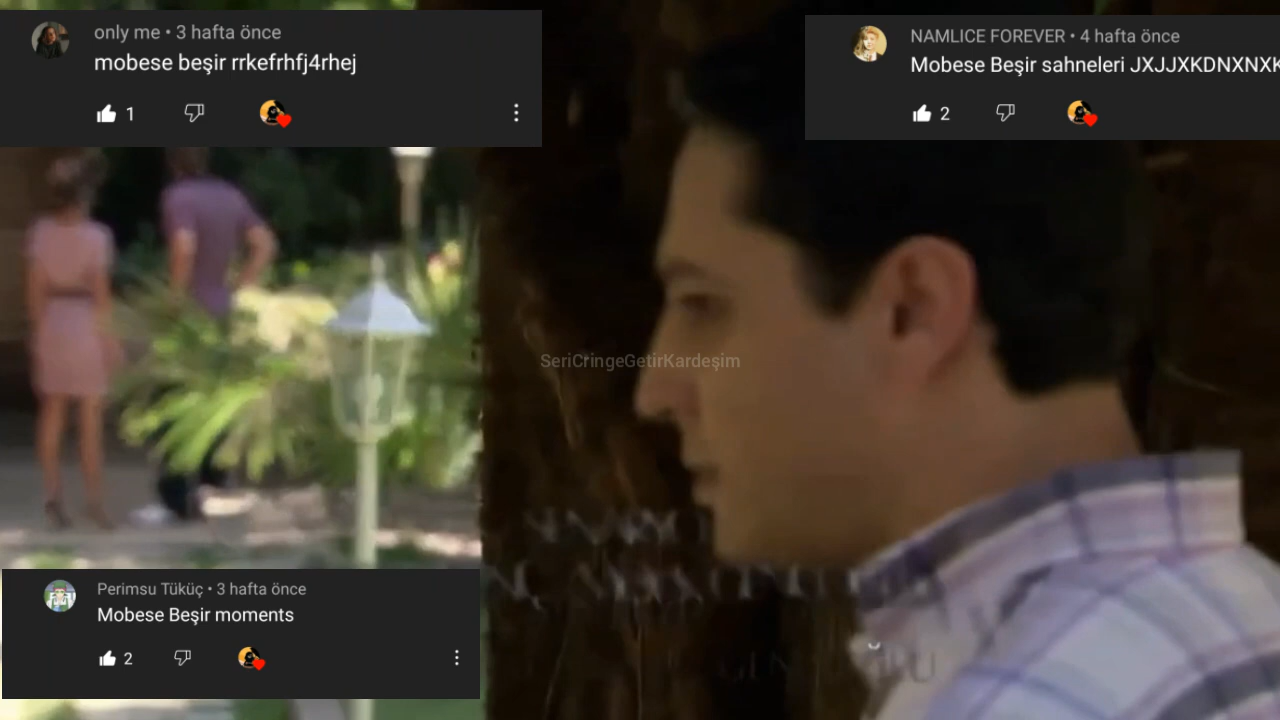 only me • 3 hafta önce
mobese beşir rrkefrhfj4rhej
1
NAMLICE FOREVER • 4 hafta önce
Mobese Beşir sahneleri JXJJXKDNXNXK
2
SeriCringeGetirKardeşim
Perimsu Tüküç • 3 hafta önce
Mobese Beşir moments
2